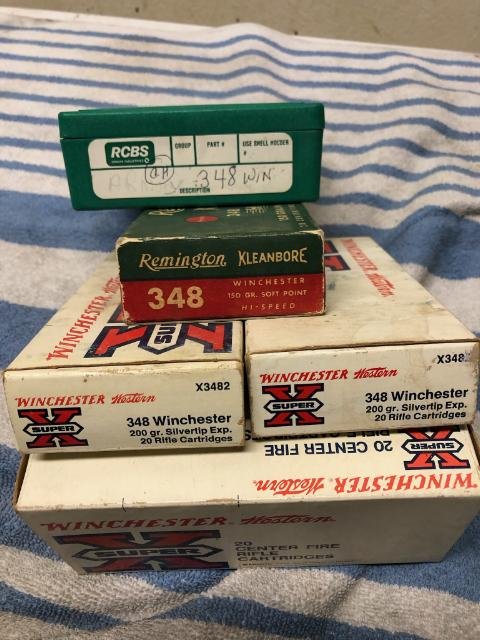 RCBS
GROUP PART # USE SHELL HOLDER
#
348 WIN
DESCRIPTION
Remington
348
Remington KLEANBORE
348
WINCHESTER
150 GR. SOFT POINT
HI-SPEED
WINCHESTER Western X3482
X
SUPER
348 Winchester
200 gr. Silvertip Exp.
20 Rifle Cartridges
WINCHESTER Western X348
X
SUPER
348 Winchester
200 gr. Silvertip Exp.
20 Rifle Cartridges
20 CENTER FIRE
X
SUPER
WINCHESTER Western
WINCHESTER
WINCHESTER Western
X
SUPER
20
CENTER FIRE
RIFLE
CARTRIDGES